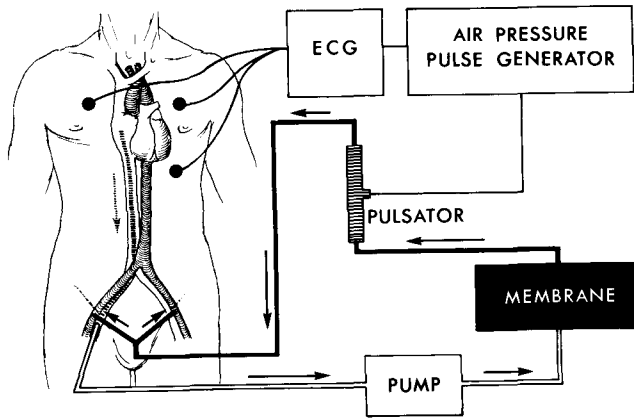 ECG
AIR PRESSURE
PULSE GENERATOR
PULSATOR
MEMBRANE
PUMP